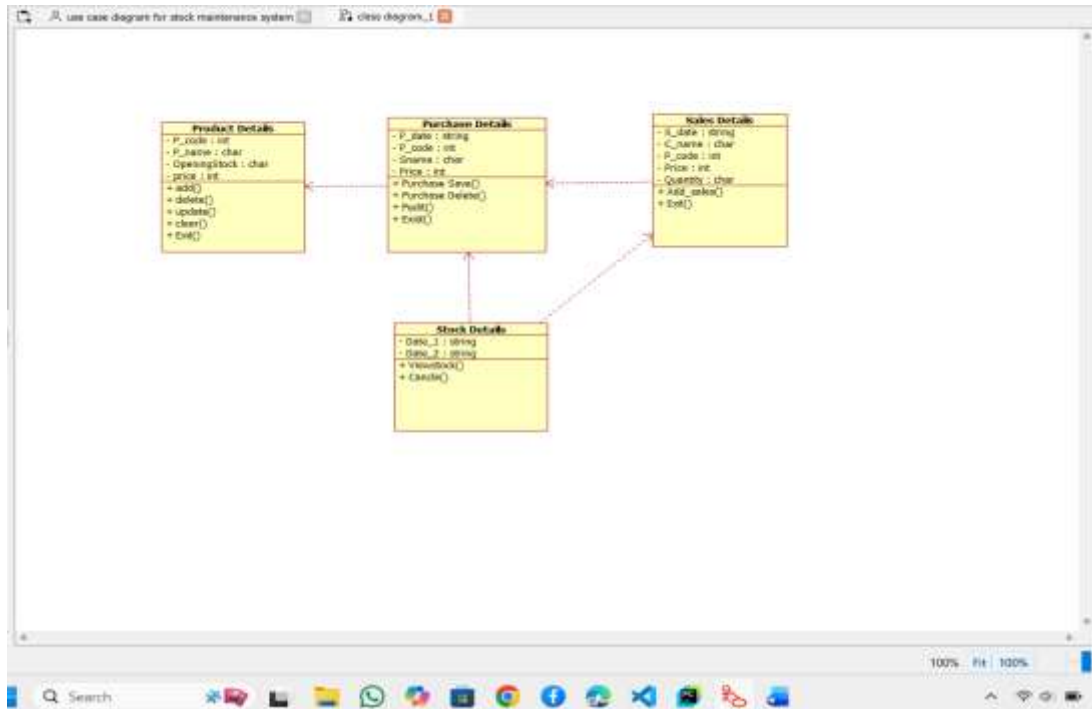 use case diagram for stock maintenance system
class diagram_1
Product Details
- P_code : int
- P_name : char
- OpeningStock : char
- price : int
+ add()
+ delete()
+ update()
+ clear()
+ Exit()
Purchase Details
- P_date : string
- P_code : int
- Sname : char
- Price : int
+ Purchase Save()
+ Purchase Delete()
Sales Details
- S_date : string
- C_name : char
- P_code : int
- Price : int
- Quantity : char
+ Add_sales()
+ Exit()
Stock Details
- Date_1 : string
- Date_2 : string
+ ViewStock()
100% Fit 100%
Search